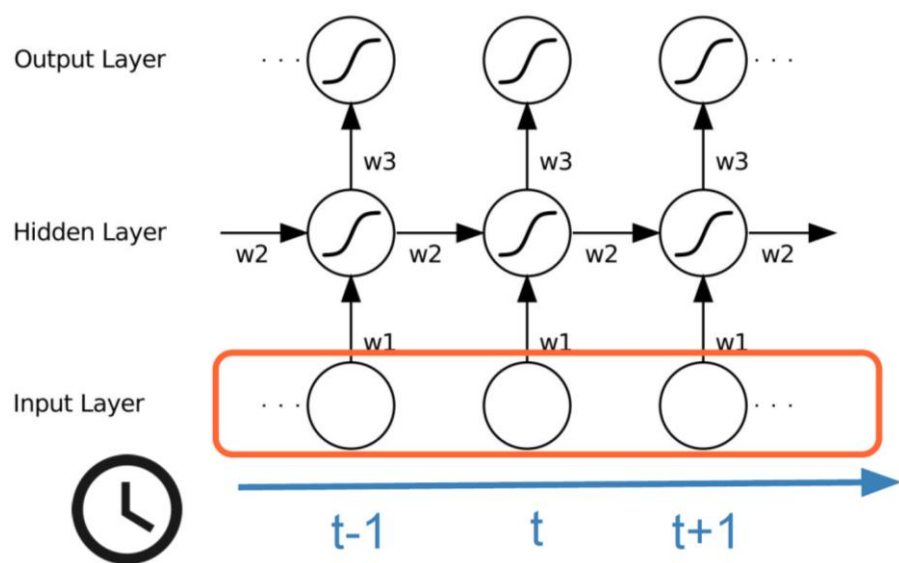 Output Layer . . . . . .
w3 w3 w3
Hidden Layer
w2 w2 w2 w2
w1 w1 w1
Input Layer . . . . . .
t-1 t t+1